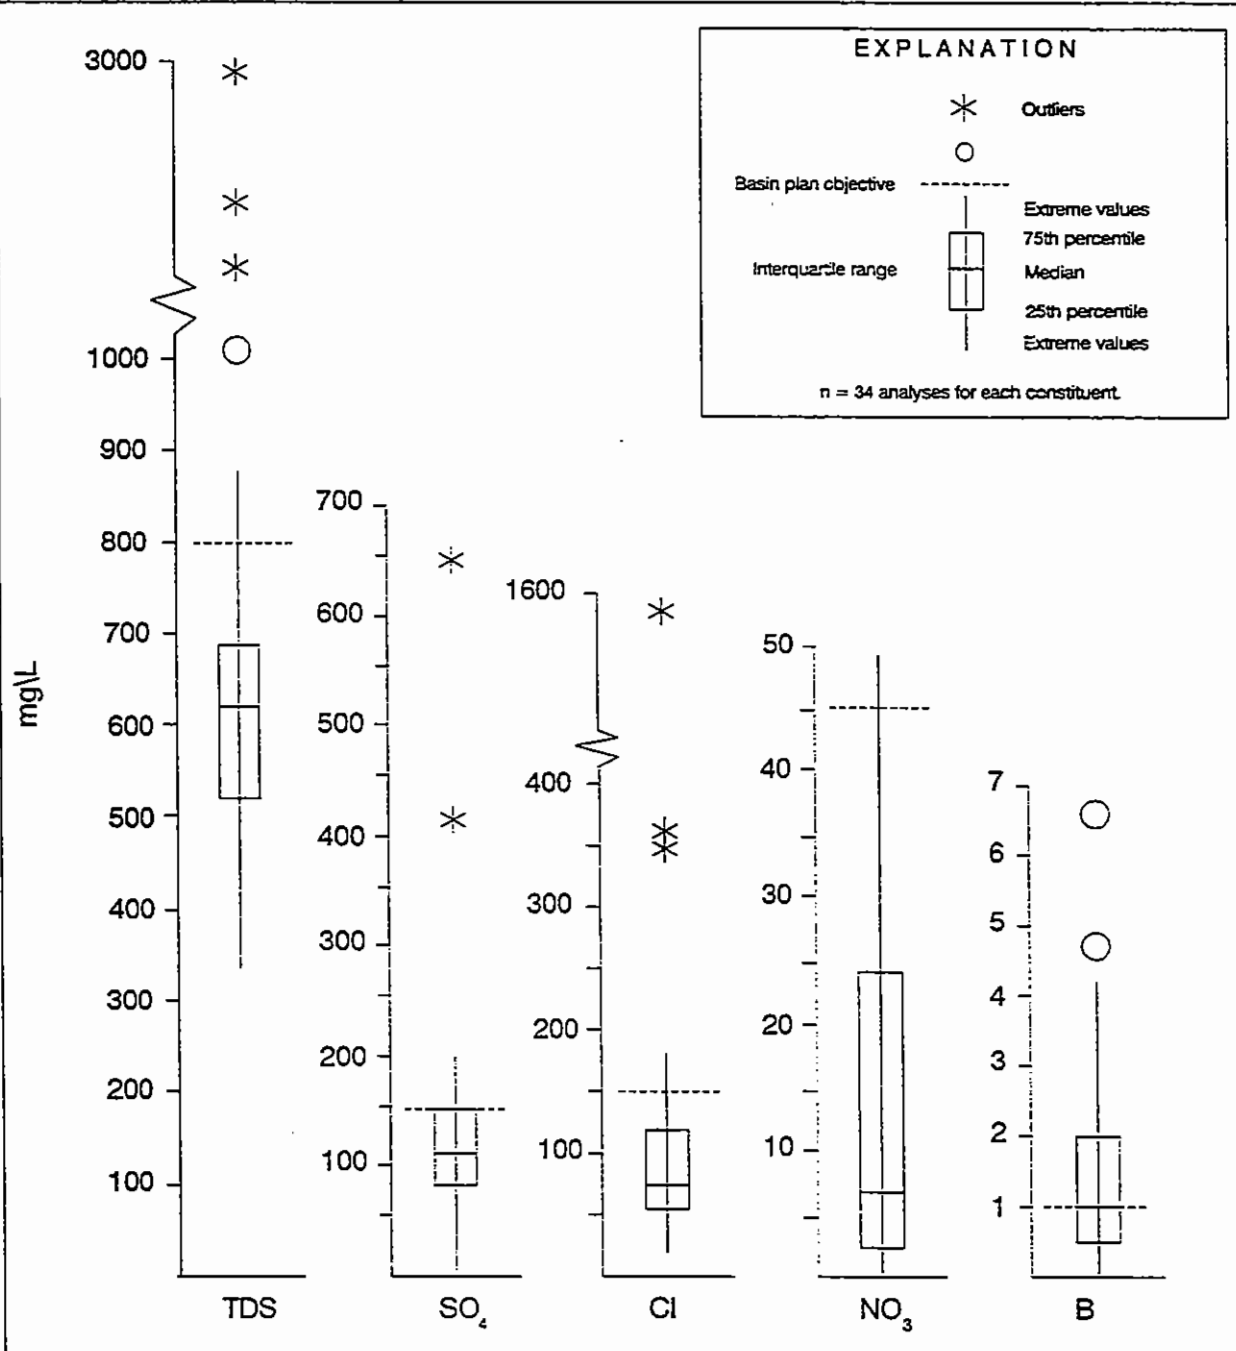 EXPLANATION
Outliers
Basin plan objective
Extreme values
75th percentile
Interquartile range
Median
25th percentile
Extreme values
n = 34 analyses for each constituent.
mg\L
3000
1000
900
800
700
600
500
400
300
200
100
TDS
700
600
500
400
300
200
100
SO₄
1600
400
300
200
100
Cl
50
40
30
20
10
NO₃
7
6
5
4
3
2
1
B